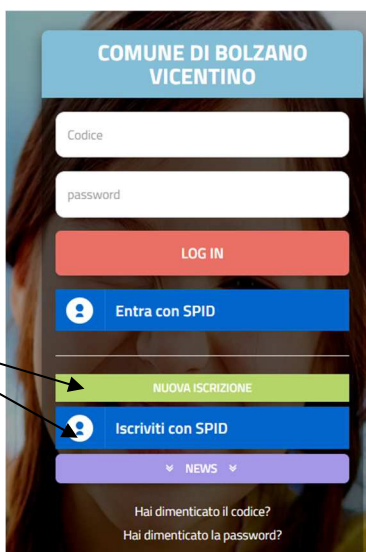 COMUNE DI BOLZANO
VICENTINO
Codice
password
LOG IN
Entra con SPID
NUOVA ISCRIZIONE
Iscriviti con SPID
NEWS
Hai dimenticato il codice?
Hai dimenticato la password?